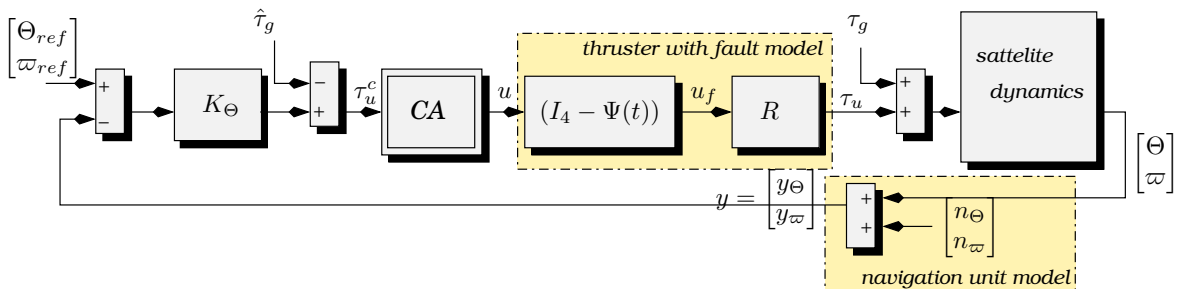 [Θ_ref
ϖ_ref]
+
−
K_Θ
τ̂_g
−
+
τ_u^c
CA
u
thruster with fault model
(I_4 − Ψ(t))
u_f
R
τ_u
τ_g
+
+
sattelite
dynamics
[Θ
ϖ]
y = [y_Θ
y_ϖ]
+
+
[n_Θ
n_ϖ]
navigation unit model